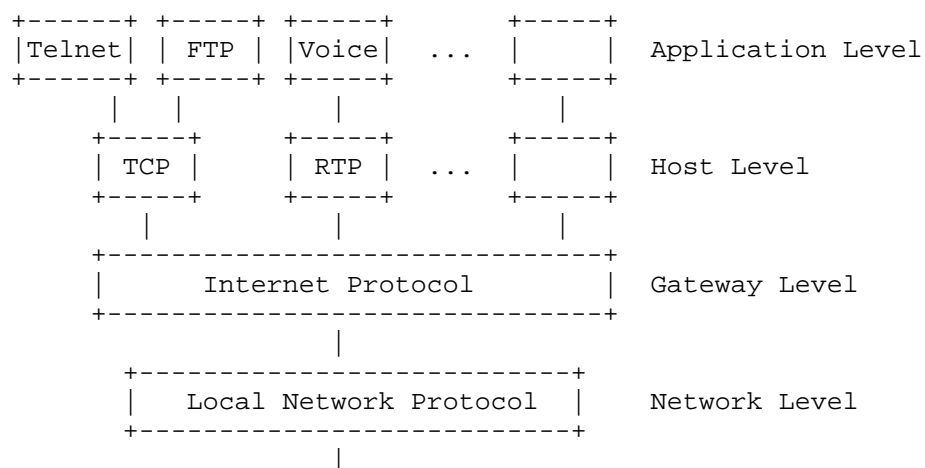 Telnet FTP Voice ... Application Level
TCP RTP ... Host Level
Internet Protocol Gateway Level
Local Network Protocol Network Level